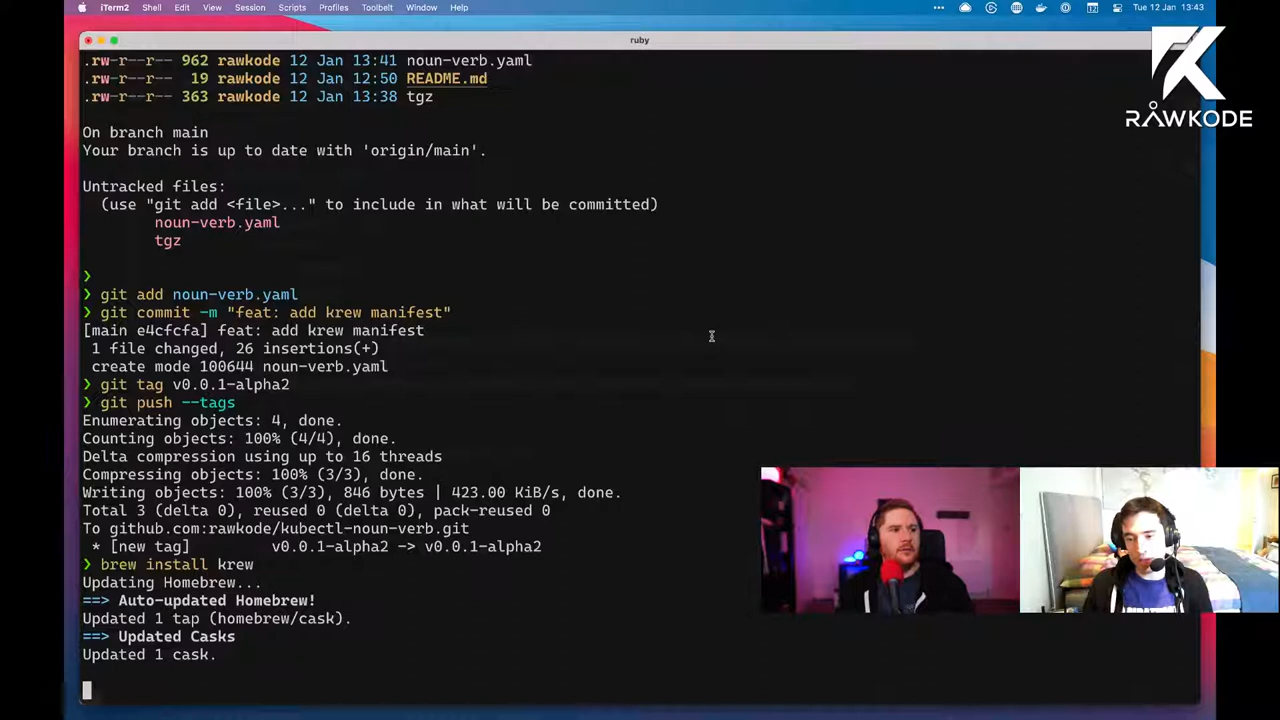 iTerm2 Shell Edit View Session Scripts Profiles Toolbelt Window Help ••• Tue 12 Jan 13:43
ruby
.rw-r--r-- 962 rawkode 12 Jan 13:41 noun-verb.yaml
.rw-r--r-- 19 rawkode 12 Jan 12:50 README.md
.rw-r--r-- 363 rawkode 12 Jan 13:38 tgz
RAWKODE
On branch main
Your branch is up to date with 'origin/main'.
Untracked files:
(use "git add <file>..." to include in what will be committed)
noun-verb.yaml
tgz
❯
❯ git add noun-verb.yaml
❯ git commit -m "feat: add krew manifest"
[main e4cfcfa] feat: add krew manifest
1 file changed, 26 insertions(+)
create mode 100644 noun-verb.yaml
❯ git tag v0.0.1-alpha2
❯ git push --tags
Enumerating objects: 4, done.
Counting objects: 100% (4/4), done.
Delta compression using up to 16 threads
Compressing objects: 100% (3/3), done.
Writing objects: 100% (3/3), 846 bytes | 423.00 KiB/s, done.
Total 3 (delta 0), reused 0 (delta 0), pack-reused 0
To github.com:rawkode/kubectl-noun-verb.git
* [new tag] v0.0.1-alpha2 -> v0.0.1-alpha2
❯ brew install krew
Updating Homebrew...
==> Auto-updated Homebrew!
Updated 1 tap (homebrew/cask).
==> Updated Casks
Updated 1 cask.